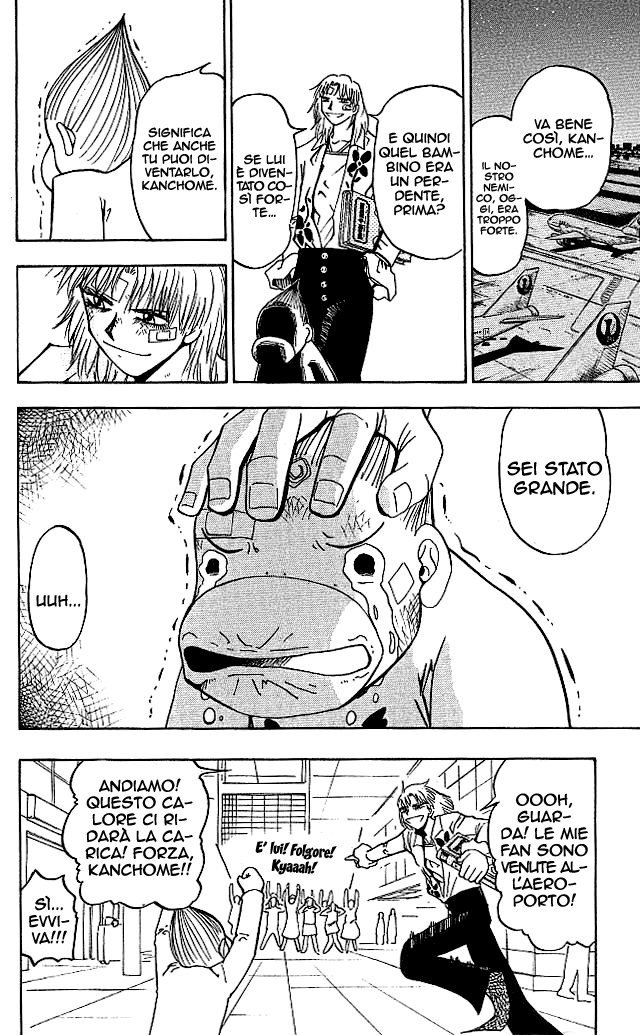 VA BENE
COSÌ, KAN-
CHOME...
IL NO-
STRO
NEMI-
CO, OG-
GI, ERA
TROPPO
FORTE.
E QUINDI
QUEL BAM-
BINO ERA
UN PER-
DENTE,
PRIMA?
SE LUI
È DIVEN-
TATO CO-
SÌ FOR-
TE...
SIGNIFICA
CHE ANCHE
TU PUOI DI-
VENTARLO,
KANCHOME.
SEI STATO
GRANDE.
UUH...
OOOH,
GUAR-
DA! LE MIE
FAN SONO
VENUTE AL-
L'AERO-
PORTO!
E' lui! Folgore!
Kyaaah!
ANDIAMO!
QUESTO CA-
LORE CI RI-
DARÀ LA CA-
RICA! FORZA,
KANCHOME!!
SÌ...
EVVI-
VA!!!